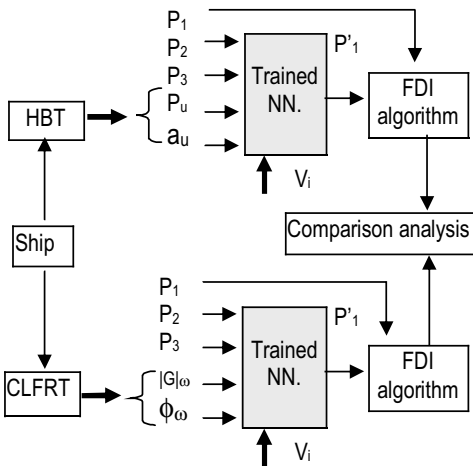 P₁
P'₁
P₂
P₃
Trained
NN.
FDI
algorithm
HBT
Pᵤ
aᵤ
Vᵢ
Ship
Comparison analysis
P₁
P₂
P'₁
P₃
Trained
NN.
FDI
algorithm
CLFRT
|G|ω
ϕω
Vᵢ